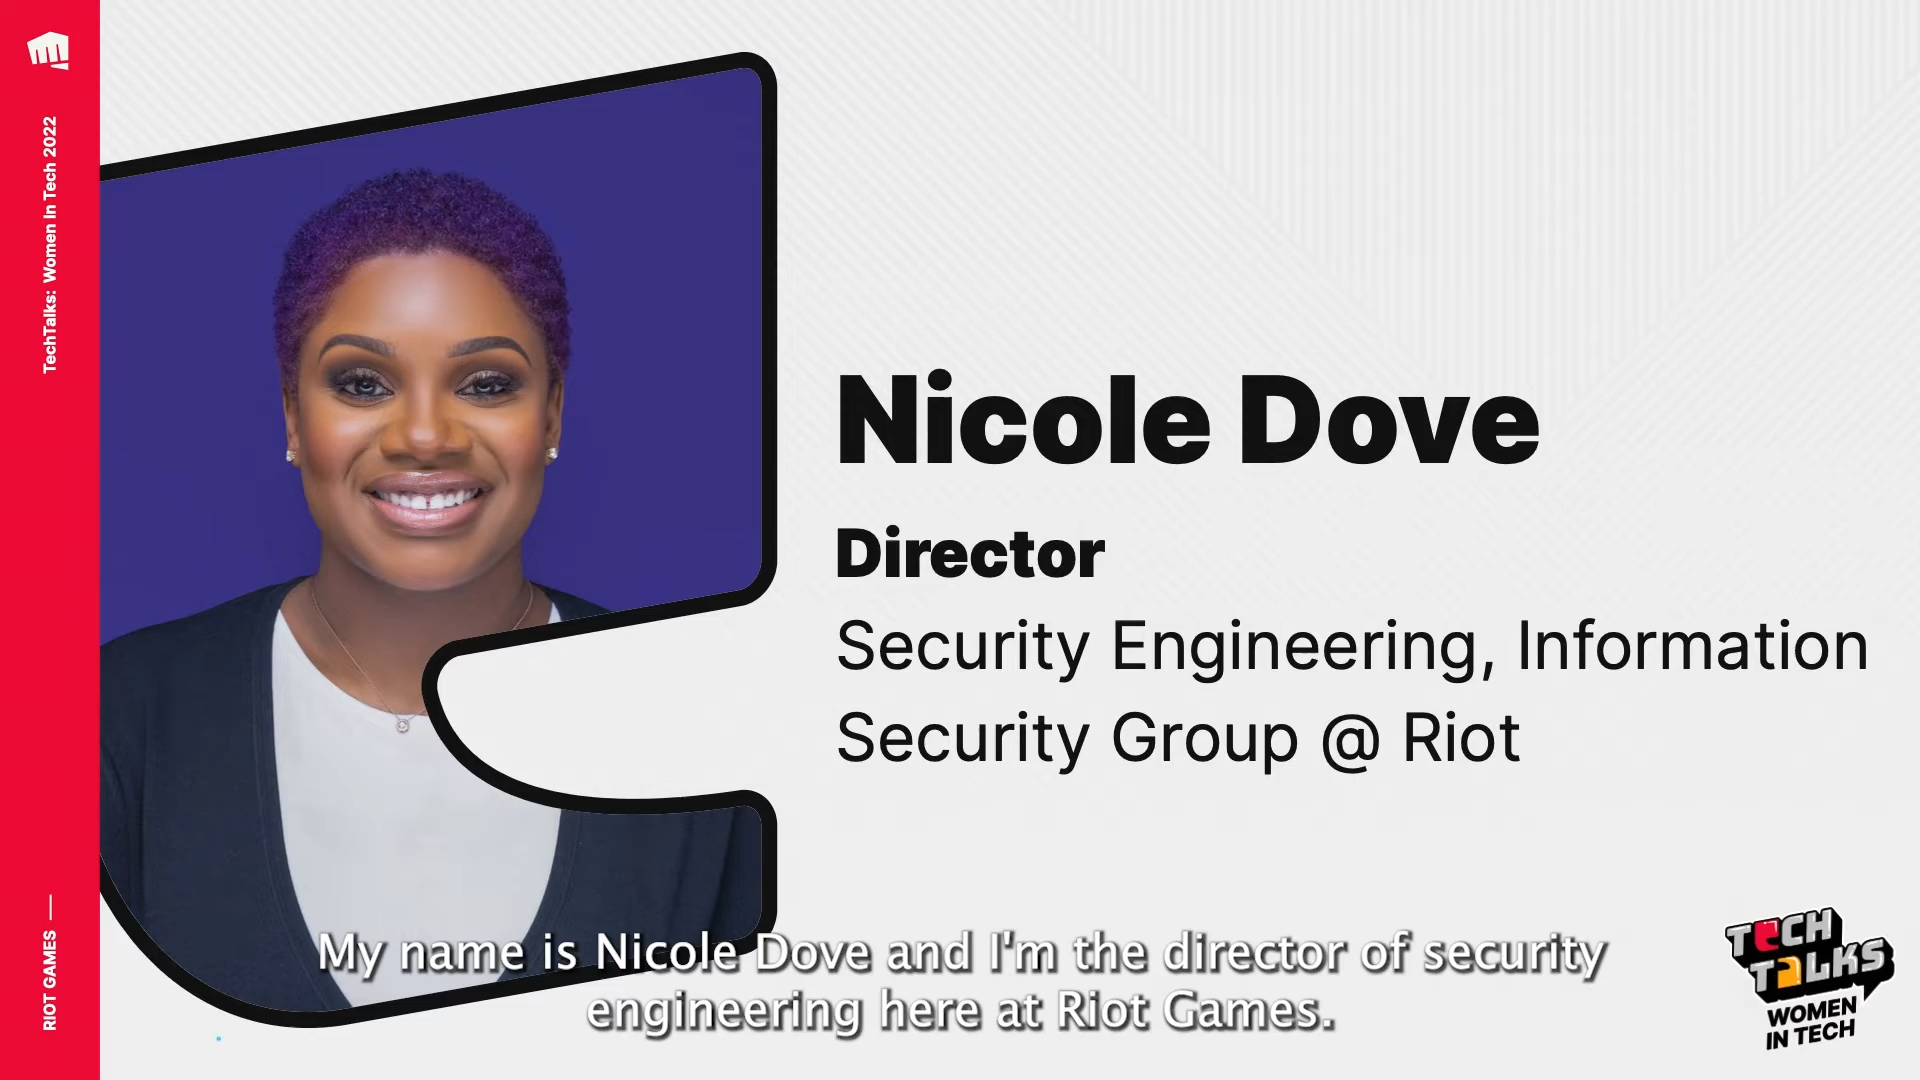 TechTalks: Women In Tech 2022
RIOT GAMES
Nicole Dove
Director
Security Engineering, Information
Security Group @ Riot
My name is Nicole Dove and I'm the director of security
engineering here at Riot Games.
TECH
TALKS
WOMEN
IN TECH